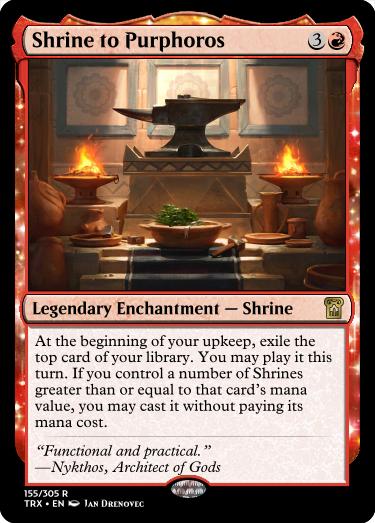 Shrine to Purphoros 3
Legendary Enchantment — Shrine
At the beginning of your upkeep, exile the
top card of your library. You may play it this
turn. If you control a number of Shrines
greater than or equal to that card's mana
value, you may cast it without paying its
mana cost.
“Functional and practical.”
—Nykthos, Architect of Gods
155/305 R
TRX • EN Jan Drenovec